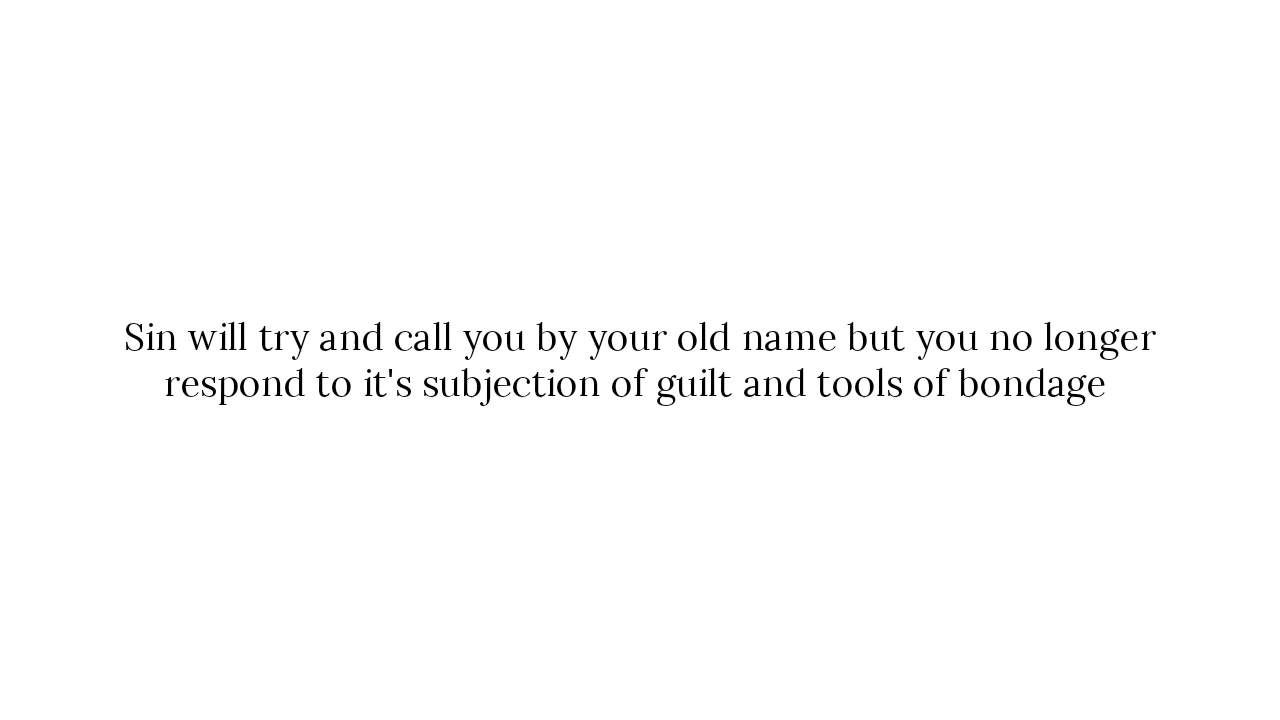 Sin will try and call you by your old name but you no longer
respond to it's subjection of guilt and tools of bondage